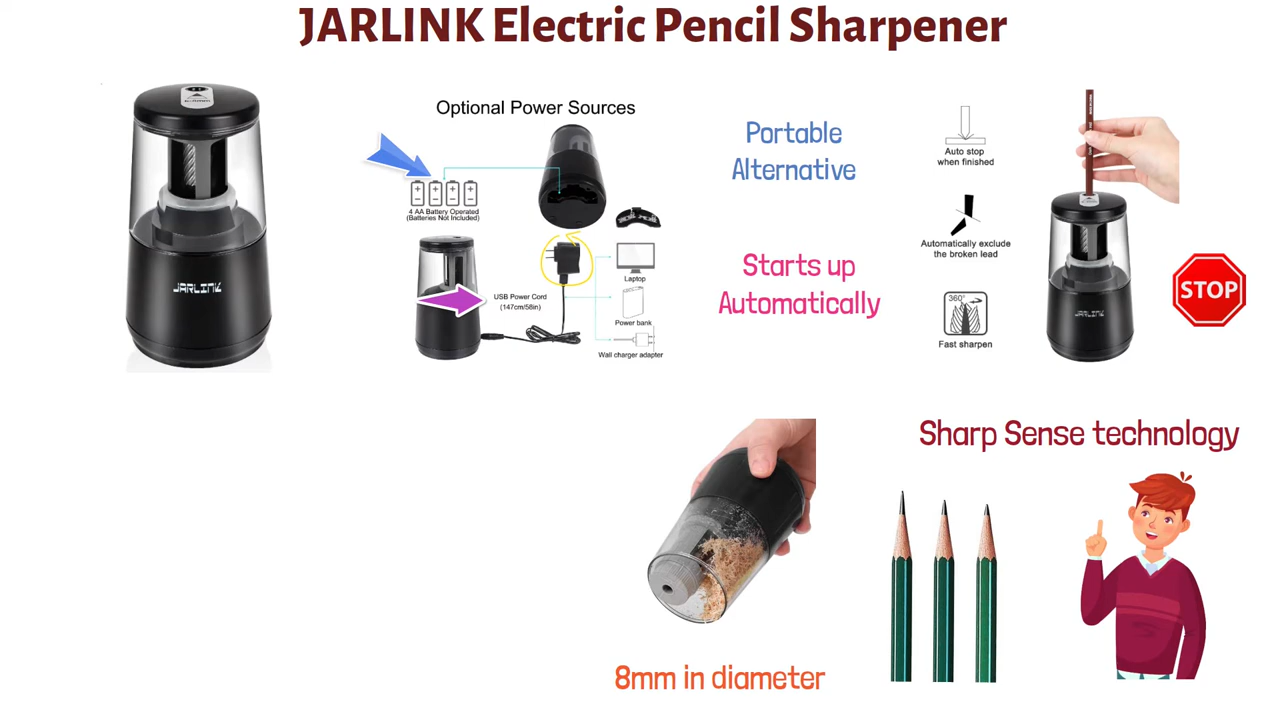 JARLINK Electric Pencil Sharpener
JARLINK
Optional Power Sources
4 AA Battery Operated
(Batteries Not Included)
USB Power Cord
(147cm/58in)
Laptop
Power bank
Wall charger adapter
Portable
Alternative
Starts up
Automatically
Auto stop
when finished
Automatically exclude
the broken lead
360°
Fast sharpen
JARLINK
STOP
8mm in diameter
Sharp Sense technology